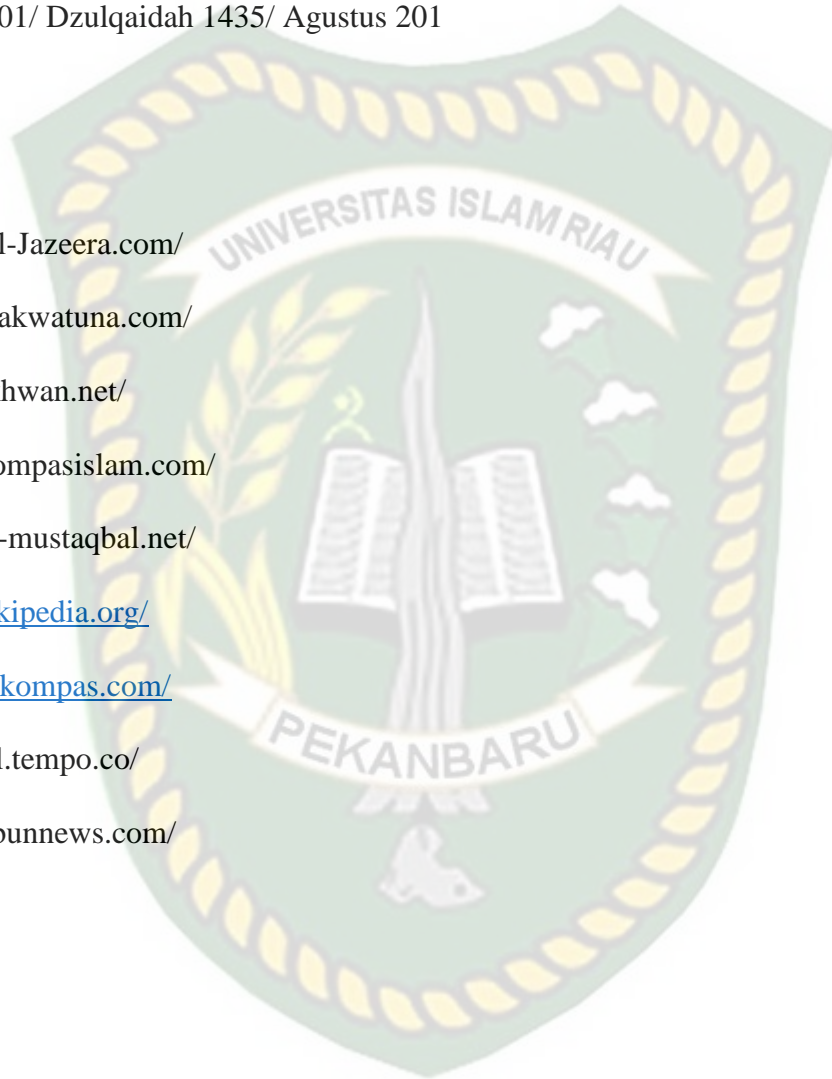 01/ Dzulqaidah 1435/ Agustus 201
UNIVERSITAS ISLAM RIAU
l-Jazeera.com/
akwatuna.com/
hwan.net/
ompasislam.com/
-mustaqbal.net/
kipedia.org/
kompas.com/
l.tempo.co/
PEKANBARU
bunnews.com/